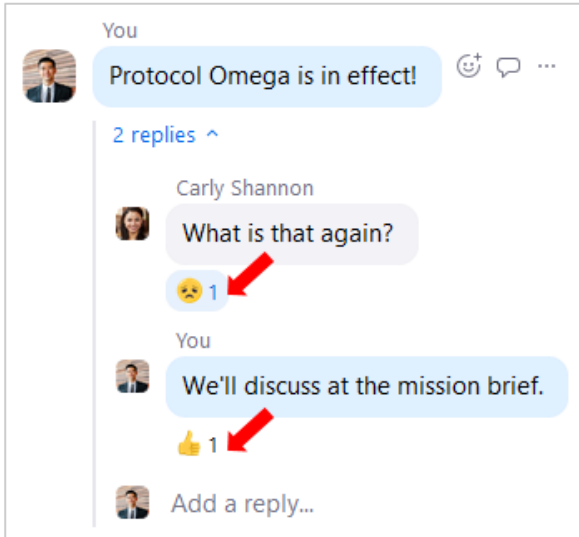 You
Protocol Omega is in effect!
2 replies
Carly Shannon
What is that again?
1
You
We'll discuss at the mission brief.
1
Add a reply...